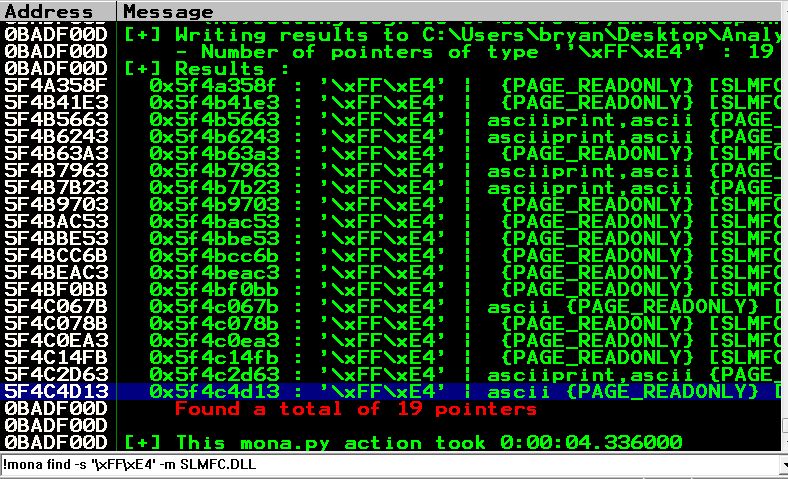 Address Message
0BADF00D [+] Writing results to C:\Users\bryan\Desktop\Analy
0BADF00D - Number of pointers of type ''\xFF\xE4'' : 19
0BADF00D [+] Results :
5F4A358F 0x5f4a358f : '\xFF\xE4' | {PAGE_READONLY} [SLMFC
5F4B41E3 0x5f4b41e3 : '\xFF\xE4' | {PAGE_READONLY} [SLMFC
5F4B5663 0x5f4b5663 : '\xFF\xE4' | asciiprint,ascii {PAGE_
5F4B6243 0x5f4b6243 : '\xFF\xE4' | asciiprint,ascii {PAGE_
5F4B63A3 0x5f4b63a3 : '\xFF\xE4' | {PAGE_READONLY} [SLMFC
5F4B7963 0x5f4b7963 : '\xFF\xE4' | asciiprint,ascii {PAGE_
5F4B7B23 0x5f4b7b23 : '\xFF\xE4' | asciiprint,ascii {PAGE_
5F4B9703 0x5f4b9703 : '\xFF\xE4' | {PAGE_READONLY} [SLMFC
5F4BAC53 0x5f4bac53 : '\xFF\xE4' | {PAGE_READONLY} [SLMFC
5F4BBE53 0x5f4bbe53 : '\xFF\xE4' | {PAGE_READONLY} [SLMFC
5F4BCC6B 0x5f4bcc6b : '\xFF\xE4' | {PAGE_READONLY} [SLMFC
5F4BEAC3 0x5f4beac3 : '\xFF\xE4' | {PAGE_READONLY} [SLMFC
5F4BF0BB 0x5f4bf0bb : '\xFF\xE4' | {PAGE_READONLY} [SLMFC
5F4C067B 0x5f4c067b : '\xFF\xE4' | ascii {PAGE_READONLY} [
5F4C078B 0x5f4c078b : '\xFF\xE4' | {PAGE_READONLY} [SLMFC
5F4C0EA3 0x5f4c0ea3 : '\xFF\xE4' | {PAGE_READONLY} [SLMFC
5F4C14FB 0x5f4c14fb : '\xFF\xE4' | {PAGE_READONLY} [SLMFC
5F4C2D63 0x5f4c2d63 : '\xFF\xE4' | asciiprint,ascii {PAGE_
5F4C4D13 0x5f4c4d13 : '\xFF\xE4' | ascii {PAGE_READONLY} [
0BADF00D Found a total of 19 pointers
0BADF00D
0BADF00D [+] This mona.py action took 0:00:04.336000
!mona find -s '\xFF\xE4' -m SLMFC.DLL